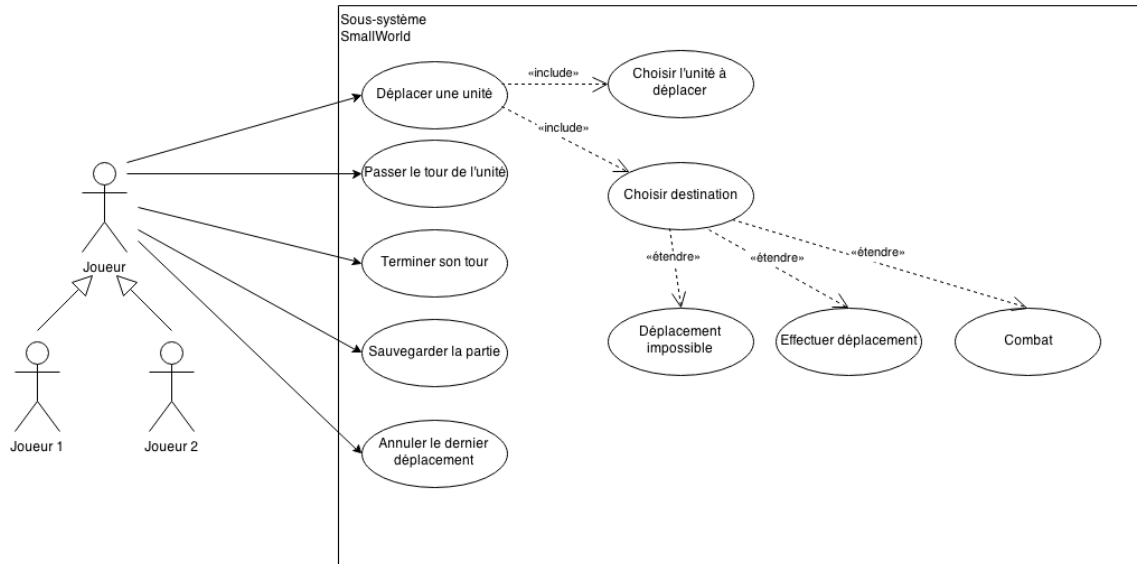 Sous-système
SmallWorld
Déplacer une unité
«include»
Choisir l'unité à
déplacer
«include»
Passer le tour de l'unité
Choisir destination
Joueur
Terminer son tour
«étendre»
«étendre»
«étendre»
Sauvegarder la partie
Déplacement
impossible
Effectuer déplacement
Combat
Joueur 1
Joueur 2
Annuler le dernier
déplacement